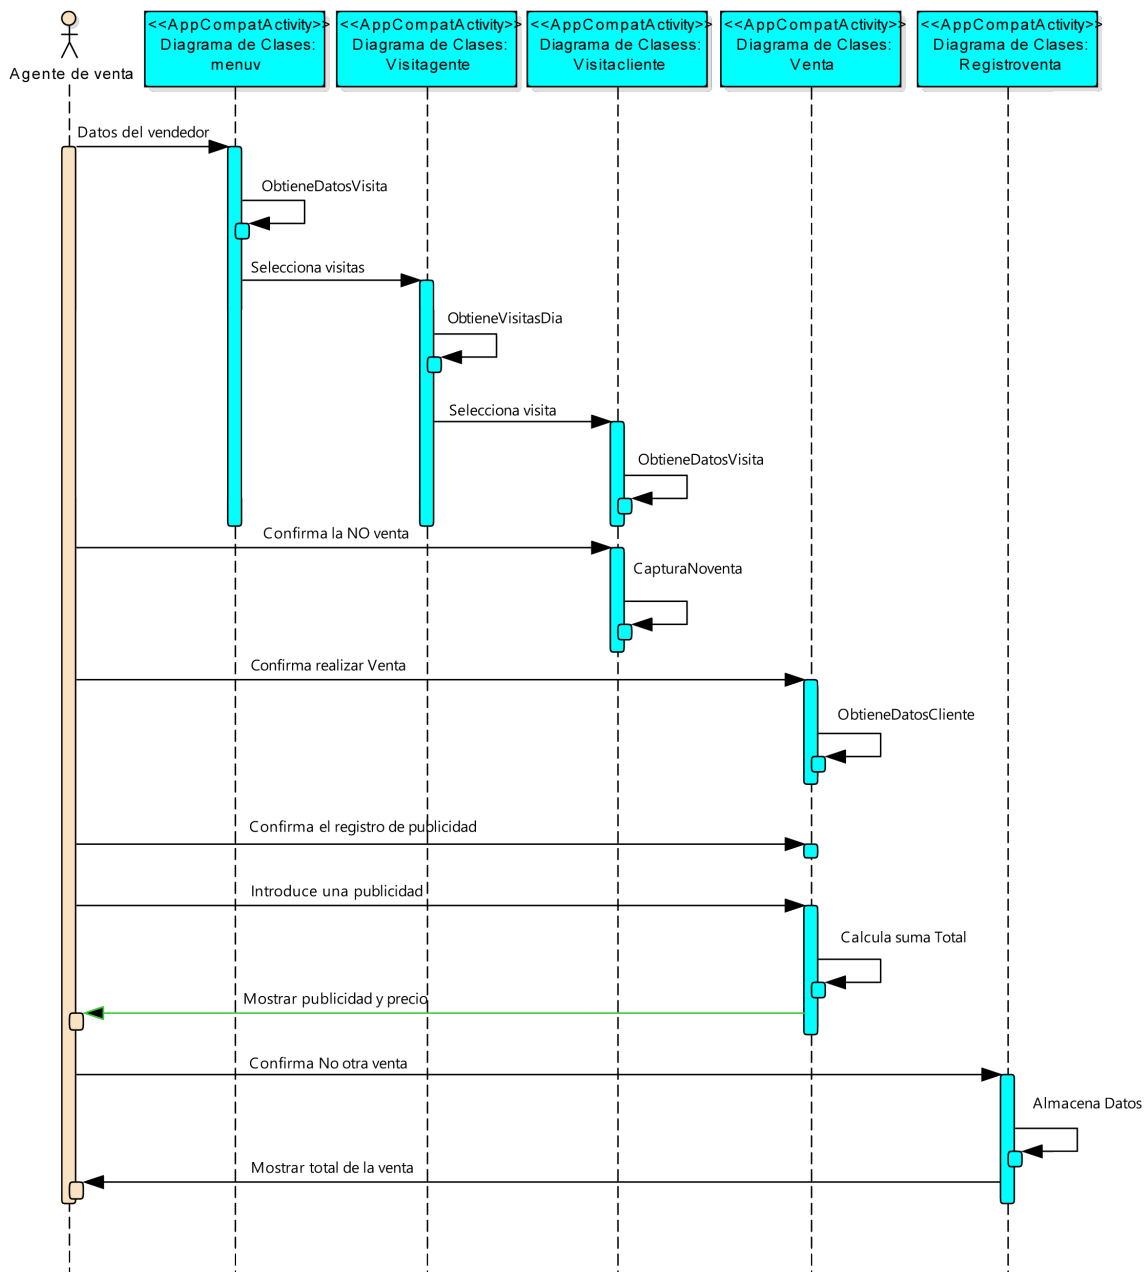 Agente de venta
<<AppCompatActivity>>
Diagrama de Clases:
menuv
<<AppCompatActivity>>
Diagrama de Clases:
Visitagente
<<AppCompatActivity>>
Diagrama de Clasess:
Visitacliente
<<AppCompatActivity>>
Diagrama de Clases:
Venta
<<AppCompatActivity>>
Diagrama de Clases:
Registroventa
Datos del vendedor
ObtieneDatosVisita
Selecciona visitas
ObtieneVisitasDia
Selecciona visita
ObtieneDatosVisita
Confirma la NO venta
CapturaNoventa
Confirma realizar Venta
ObtieneDatosCliente
Confirma el registro de publicidad
Introduce una publicidad
Calcula suma Total
Mostrar publicidad y precio
Confirma No otra venta
Almacena Datos
Mostrar total de la venta